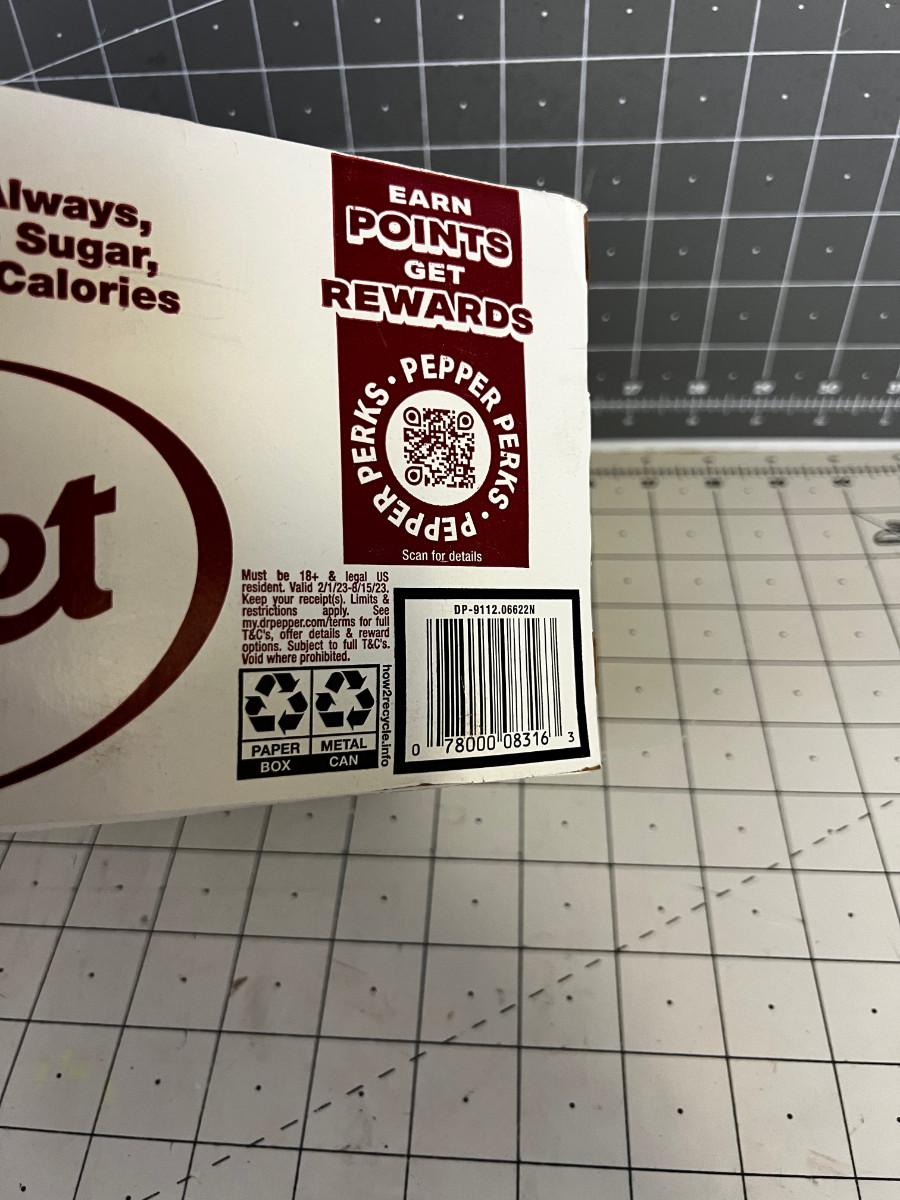 Always,
Sugar,
Calories
ot
EARN
POINTS
GET
REWARDS
PEPPER PERKS • PEPPER PERKS •
Scan for details
Must be 18+ & legal US
resident. Valid 2/1/23-8/15/23.
Keep your receipt(s). Limits &
restrictions apply. See
my.drpepper.com/terms for full
T&C's, offer details & reward
options. Subject to full T&C's.
Void where prohibited.
PAPER
BOX
METAL
CAN
how2recycle.info
DP-9112.06622N
0 78000 08316 3